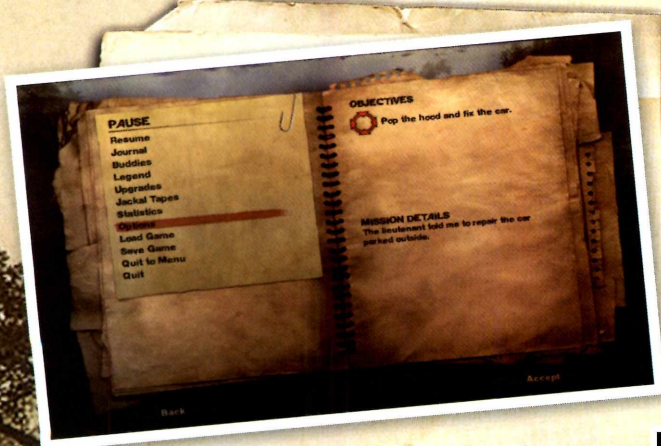 PAUSE
Resume
Journal
Buddies
Legend
Upgrades
Jackal Tapes
Statistics
Options
Load Game
Save Game
Quit to Menu
Quit
OBJECTIVES
Pop the hood and fix the car.
MISSION DETAILS
The lieutenant told me to repair the car
parked outside.
Back
Accept